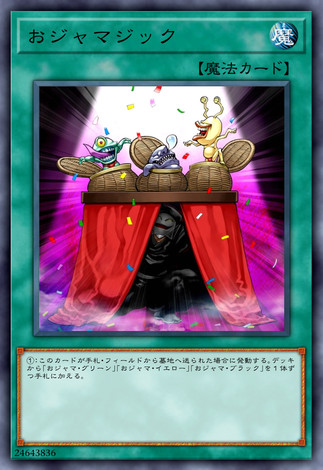 おジャマジック
魔
【魔法カード】
①:このカードが手札・フィールドから墓地へ送られた場合に発動する。デッキ
から「おジャマ・グリーン」「おジャマ・イエロー」「おジャマ・ブラック」を１体ず
つ手札に加える。
24643836